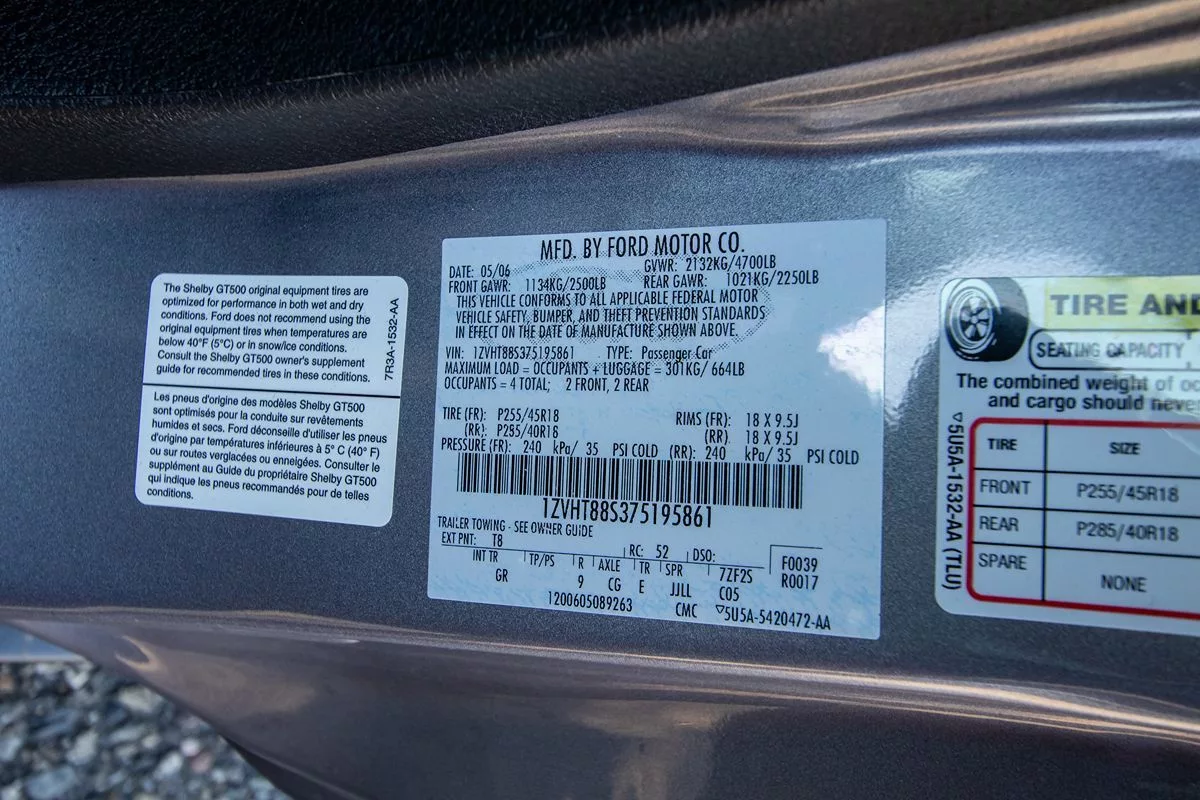 The Shelby GT500 original equipment tires are
optimized for performance in both wet and dry
conditions. Ford does not recommend using the
original equipment tires when temperatures are
below 40°F (5°C) or in snow/ice conditions.
Consult the Shelby GT500 owner's supplement
guide for recommended tires in these conditions.
Les pneus d'origine des modèles Shelby GT500
sont optimisés pour la conduite sur revêtements
humides et secs. Ford déconseille d'utiliser les pneus
d'origine par températures inférieures à 5° C (40° F)
ou sur routes verglacées ou enneigées. Consulter le
supplément au Guide du propriétaire Shelby GT500
qui indique les pneus recommandés pour de telles
conditions.
7R3A-1532-AA
MFD. BY FORD MOTOR CO.
DATE: 05/06 GVWR: 2132KG/4700LB
FRONT GAWR: 1134KG/2500LB REAR GAWR: 1021KG/2250LB
THIS VEHICLE CONFORMS TO ALL APPLICABLE FEDERAL MOTOR
VEHICLE SAFETY, BUMPER, AND THEFT PREVENTION STANDARDS
IN EFFECT ON THE DATE OF MANUFACTURE SHOWN ABOVE.
VIN: 1ZVHT88S375195861 TYPE: Passenger Car
MAXIMUM LOAD = OCCUPANTS + LUGGAGE = 301KG/ 664LB
OCCUPANTS = 4 TOTAL; 2 FRONT, 2 REAR
TIRE (FR): P255/45R18 RIMS (FR): 18 X 9.5J
(RR): P285/40R18 (RR): 18 X 9.5J
PRESSURE (FR): 240 kPa/ 35 PSI COLD (RR): 240 kPa/ 35 PSI COLD
1ZVHT88S375195861
TRAILER TOWING - SEE OWNER GUIDE
EXT PNT: T8 RC: 52 DSO: F0039
INT TR TP/PS R AXLE TR SPR 7ZF2S R0017
GR 9 CG E JJLL C05
1200605089263 CMC ▽5U5A-5420472-AA
TIRE AND
SEATING CAPACITY
The combined weight of oc
and cargo should neve
TIRE SIZE
FRONT P255/45R18
REAR P285/40R18
SPARE NONE
▽5U5A-1532-AA (TLU)